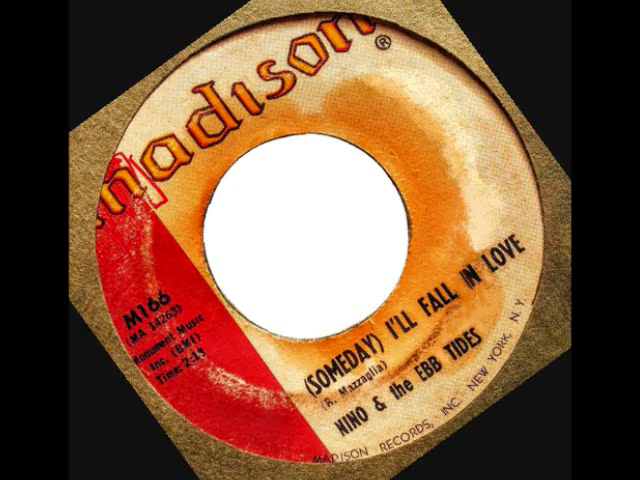 madison®
M166
(MA 14263)
Monument Music
Inc. (BMI)
Time: 2:15
(SOMEDAY) I'LL FALL IN LOVE
(R. Mazzaglia)
NINO & the EBB TIDES
MADISON RECORDS, INC. NEW YORK, N.Y.